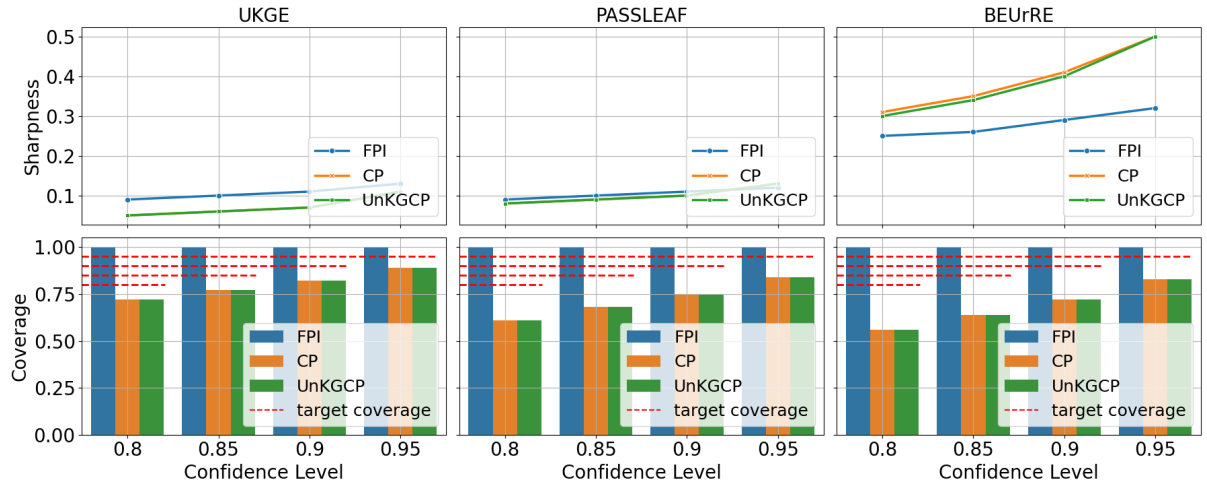 UKGE PASSLEAF BEUrRE
Sharpness
0.5
0.4
0.3
0.2
0.1
FPI
CP
UnKGCP
FPI
CP
UnKGCP
FPI
CP
UnKGCP
Coverage
1.00
0.75
0.50
0.25
0.00
FPI
CP
UnKGCP
target coverage
FPI
CP
UnKGCP
target coverage
FPI
CP
UnKGCP
target coverage
0.8 0.85 0.9 0.95 0.8 0.85 0.9 0.95 0.8 0.85 0.9 0.95
Confidence Level Confidence Level Confidence Level